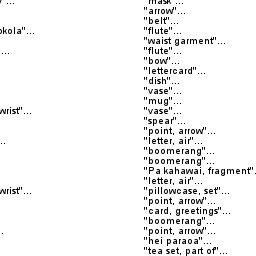 "mask"...
"arrow"...
"belt"...
okola"... "flute"...
"waist garment"...
... "flute"...
"bow"...
"lettercard"...
"dish"...
"vase"...
"mug"...
wrist"... "vase"...
"spear"...
"point, arrow"...
.. "letter, air"...
"boomerang"...
"boomerang"...
"Pa kahawai, fragment".
"letter, air"...
wrist"... "pillowcase, set"...
"point, arrow"...
"card, greetings"...
"boomerang"...
. "point, arrow"...
"hei paraoa"...
"tea set, part of"...